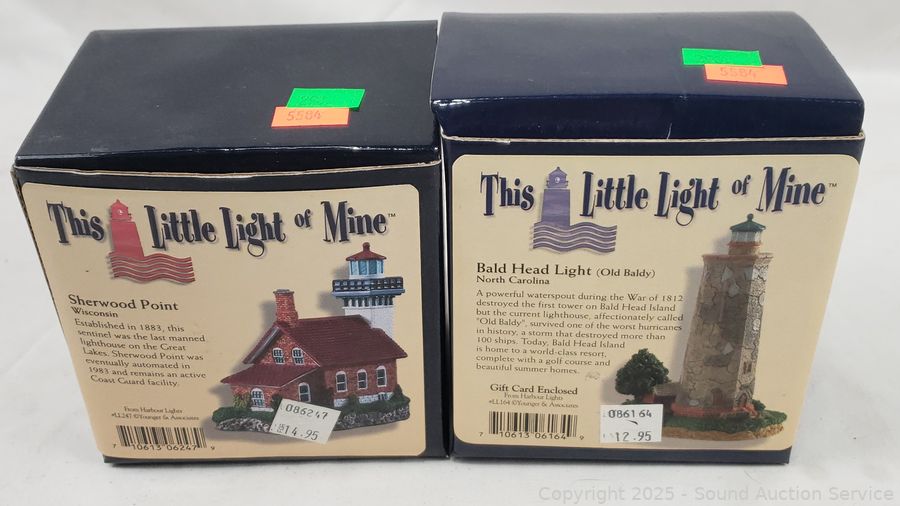 5584
This Little Light of Mine™
Sherwood Point
Wisconsin
Established in 1883, this
sentinel was the last manned
lighthouse on the Great
Lakes. Sherwood Point was
eventually automated in
1983 and remains an active
Coast Guard facility.
From Harbour Lights
#LL247 ©Younger & Associates
7 10613 06247 9
086247
14.95
5584
This Little Light of Mine™
Bald Head Light (Old Baldy)
North Carolina
A powerful waterspout during the War of 1812
destroyed the first tower on Bald Head Island
but the current lighthouse, affectionately called
"Old Baldy", survived one of the worst hurricanes
in history, a storm that destroyed more than
100 ships. Today, Bald Head Island
is home to a world-class resort,
complete with a golf course and
beautiful summer homes.
Gift Card Enclosed
From Harbour Lights
#LL164 ©Younger & Associates
7 10613 06164 9
086164
12.95
Copyright 2025 - Sound Auction Service